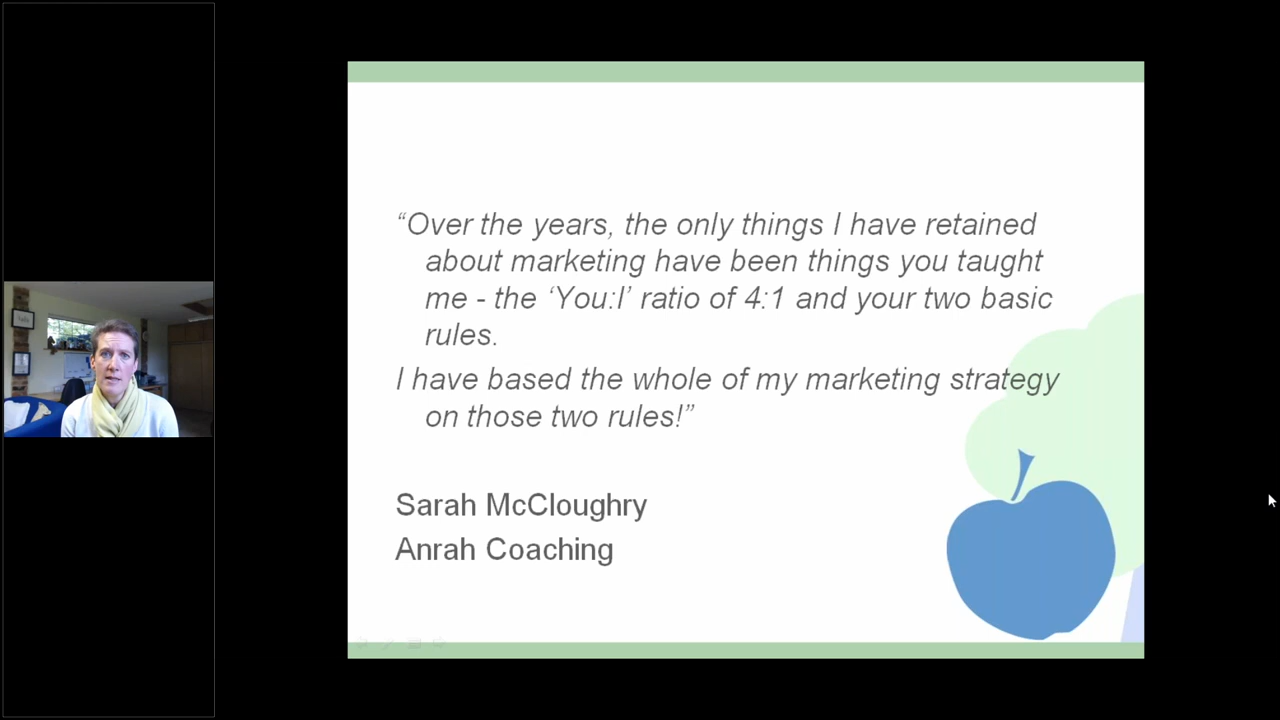 “Over the years, the only things I have retained
about marketing have been things you taught
me - the ‘You:I’ ratio of 4:1 and your two basic
rules.
I have based the whole of my marketing strategy
on those two rules!”
Sarah McCloughry
Anrah Coaching